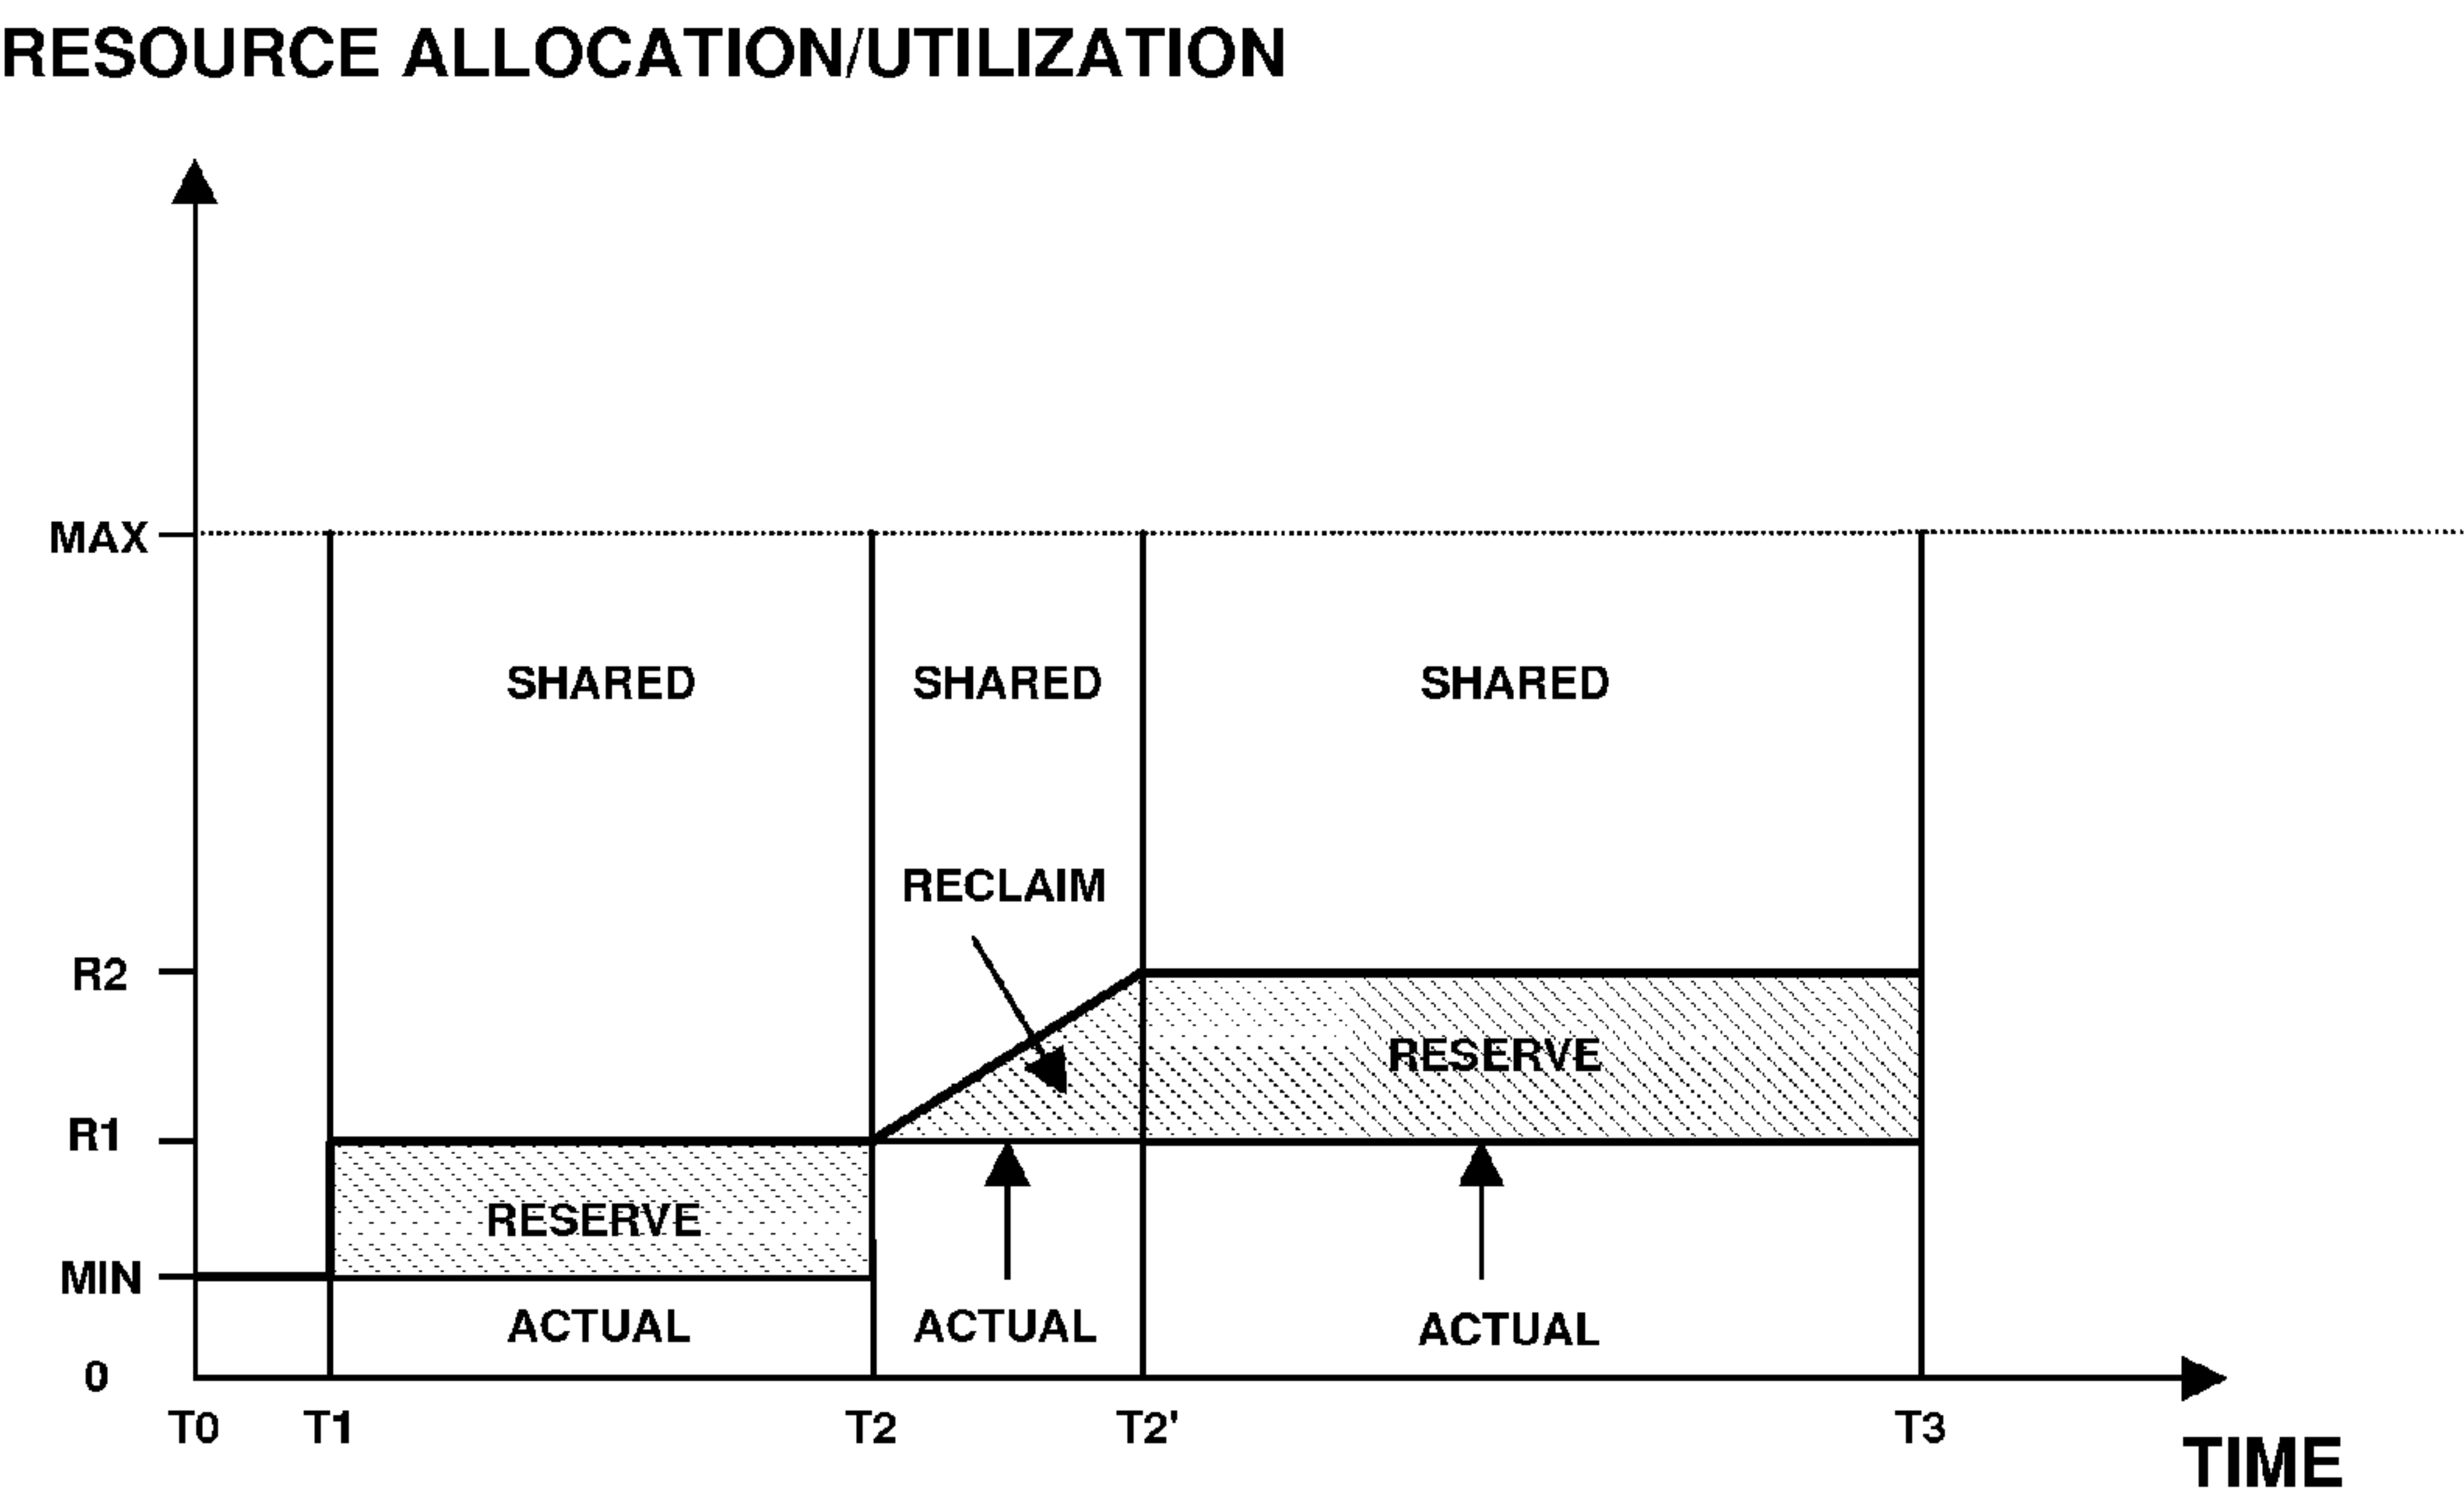 RESOURCE ALLOCATION/UTILIZATION
MAX
SHARED SHARED SHARED
RECLAIM
R2
RESERVE
R1
RESERVE
MIN
ACTUAL ACTUAL ACTUAL
0
T0 T1 T2 T2' T3
TIME